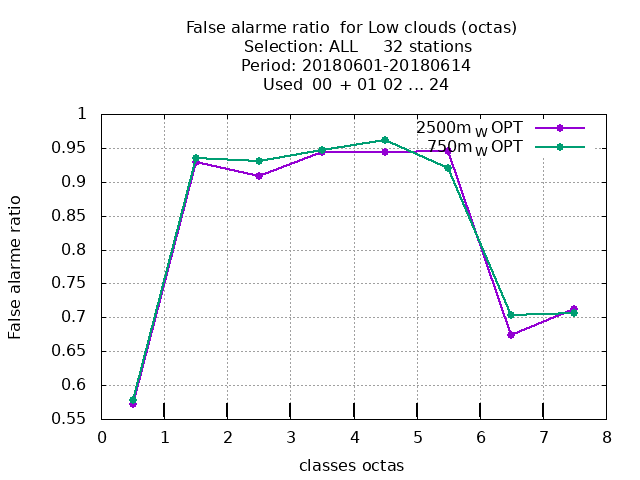 False alarme ratio  for Low clouds (octas)
Selection: ALL     32 stations
Period: 20180601-20180614
Used  00  + 01 02 ... 24
2500m W OPT
750m W OPT
1
0.95
0.9
0.85
0.8
0.75
0.7
0.65
0.6
0.55
False alarme ratio
0 1 2 3 4 5 6 7 8
classes octas